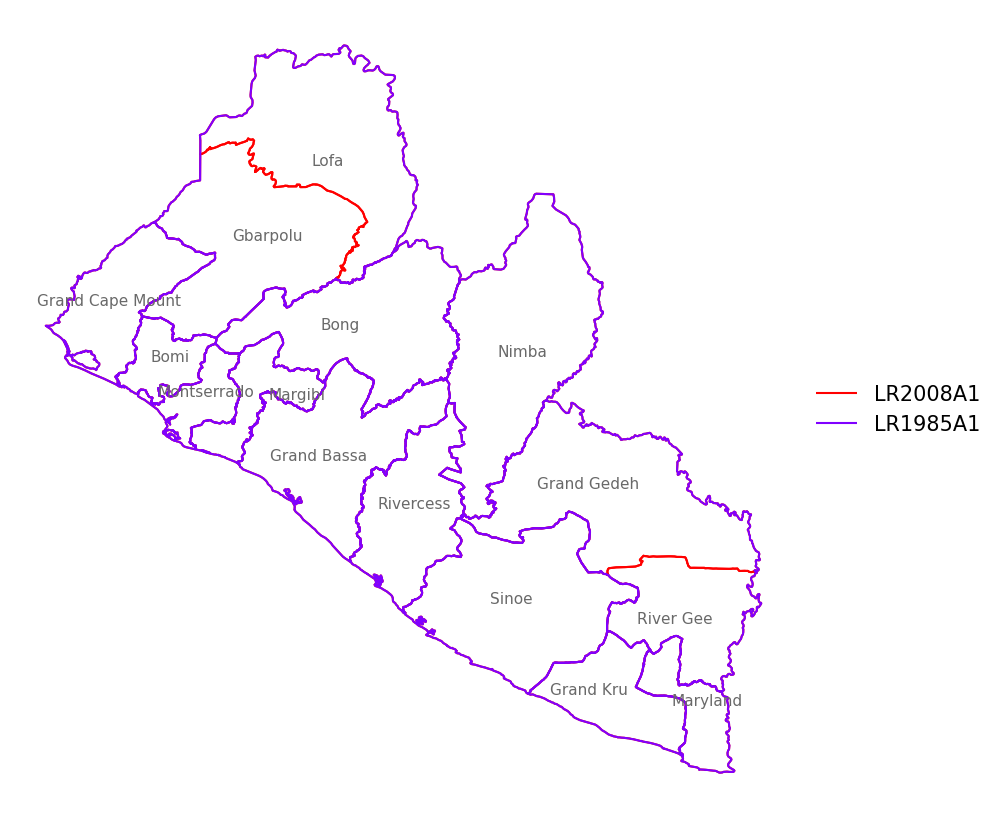 Lofa
Gbarpolu
Grand Cape Mount
Bong
Nimba
Bomi
Montserrado
Margibi
LR2008A1
LR1985A1
Grand Bassa
Grand Gedeh
Rivercess
Sinoe
River Gee
Grand Kru
Maryland